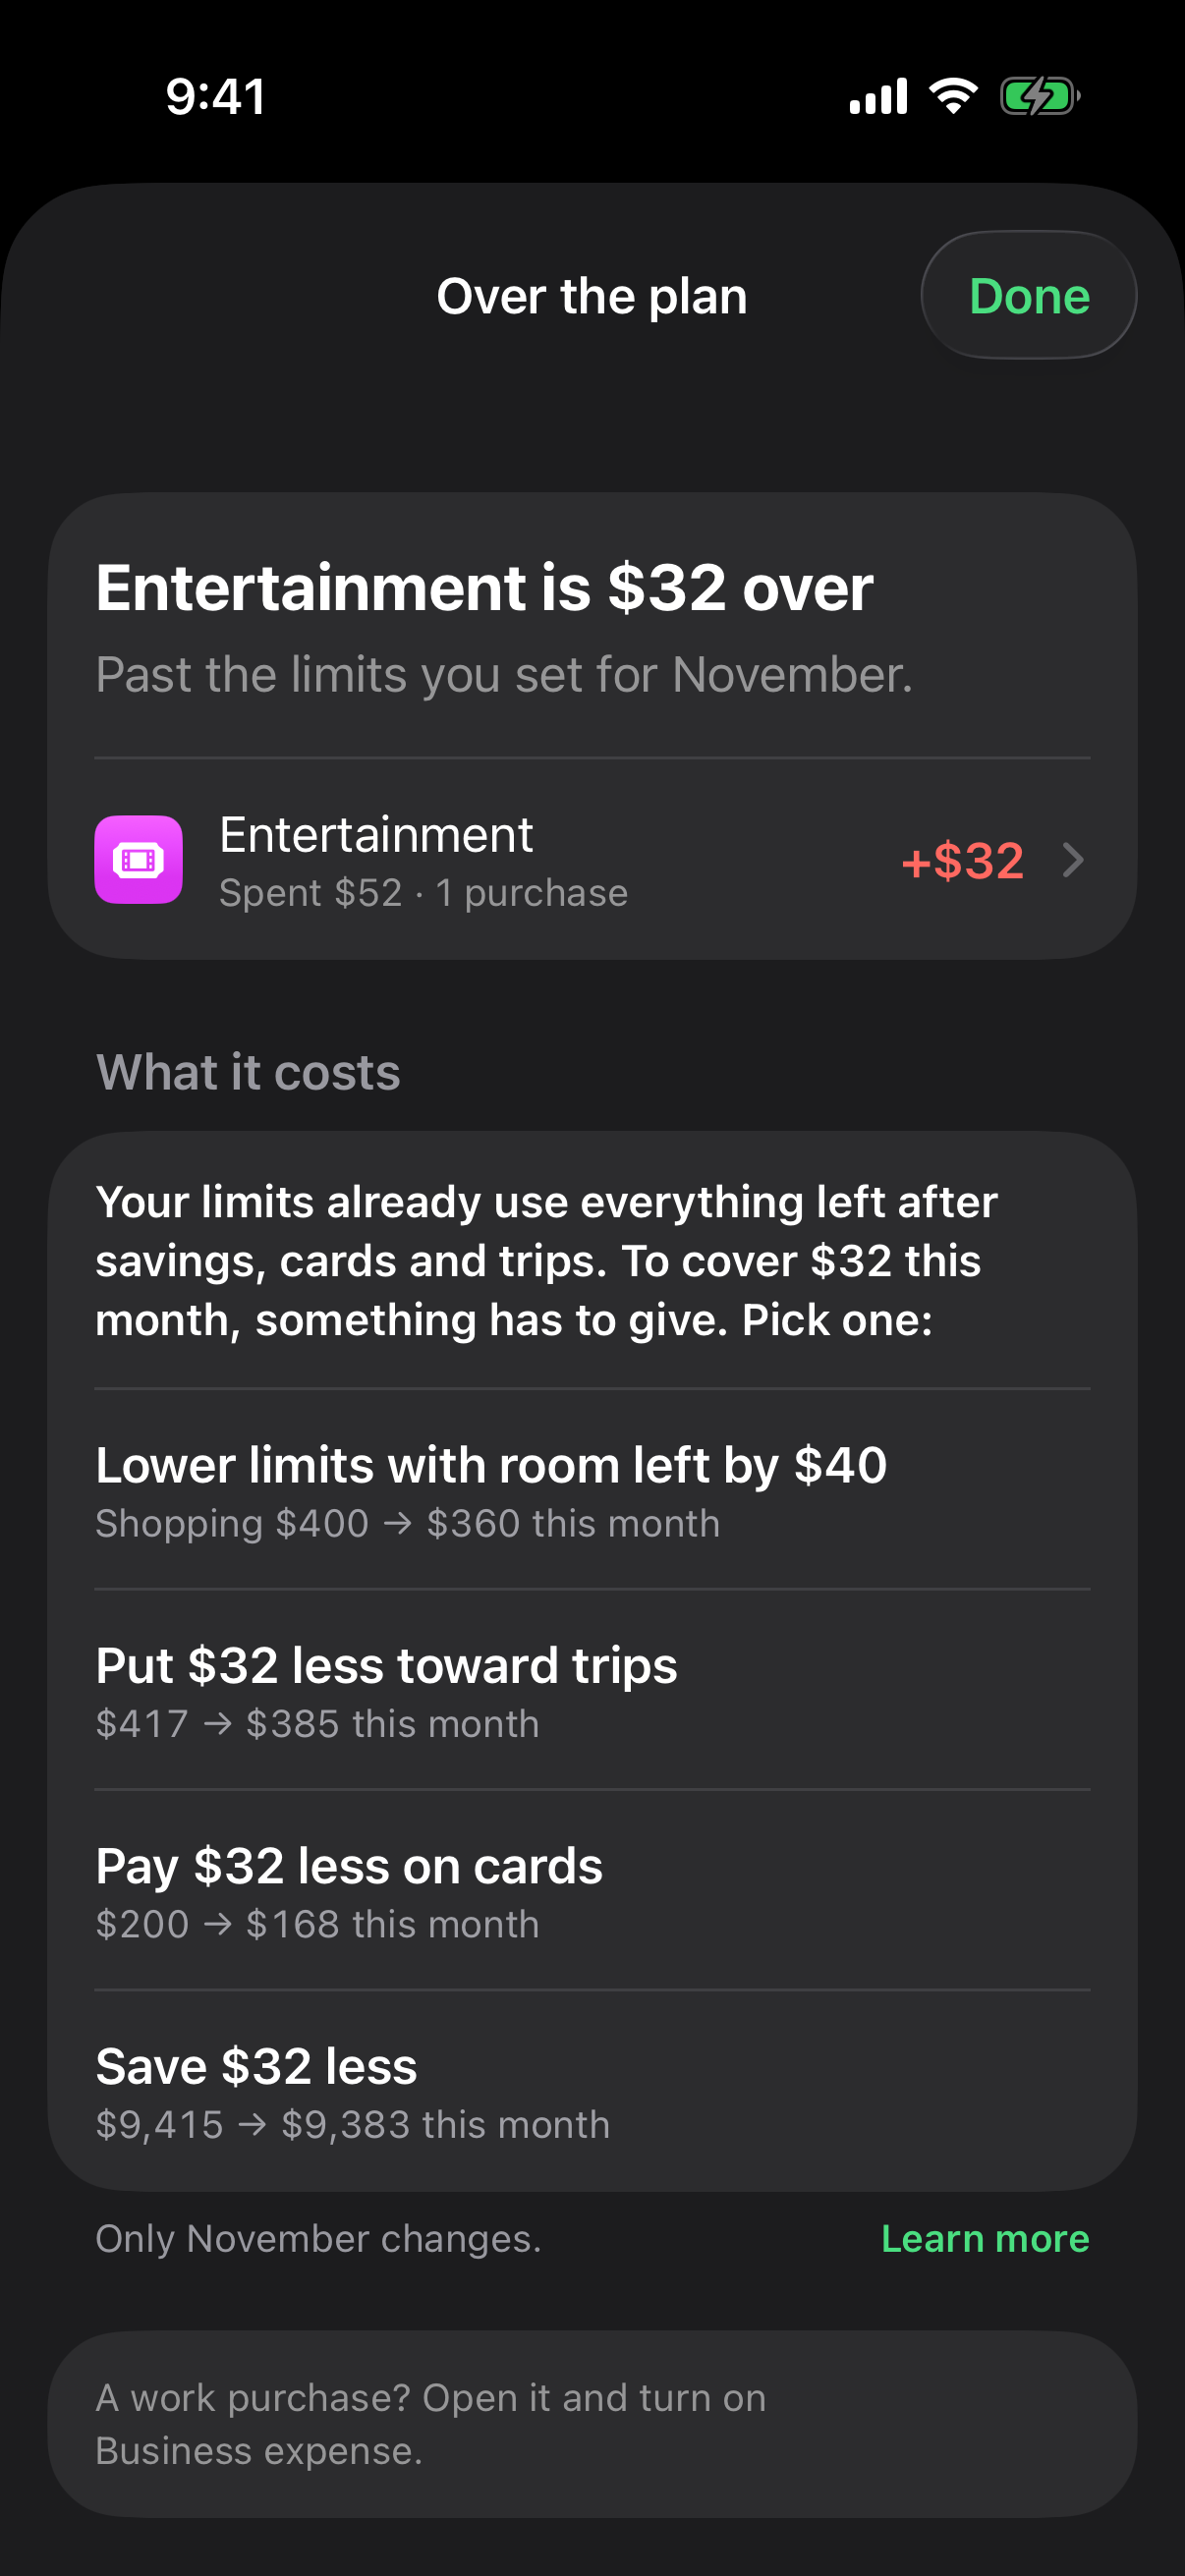 9:41
Over the plan
Done
Entertainment is $32 over
Past the limits you set for November.
Entertainment
Spent $52 · 1 purchase
+$32
What it costs
Your limits already use everything left after
savings, cards and trips. To cover $32 this
month, something has to give. Pick one:
Lower limits with room left by $40
Shopping $400 → $360 this month
Put $32 less toward trips
$417 → $385 this month
Pay $32 less on cards
$200 → $168 this month
Save $32 less
$9,415 → $9,383 this month
Only November changes.
Learn more
A work purchase? Open it and turn on
Business expense.